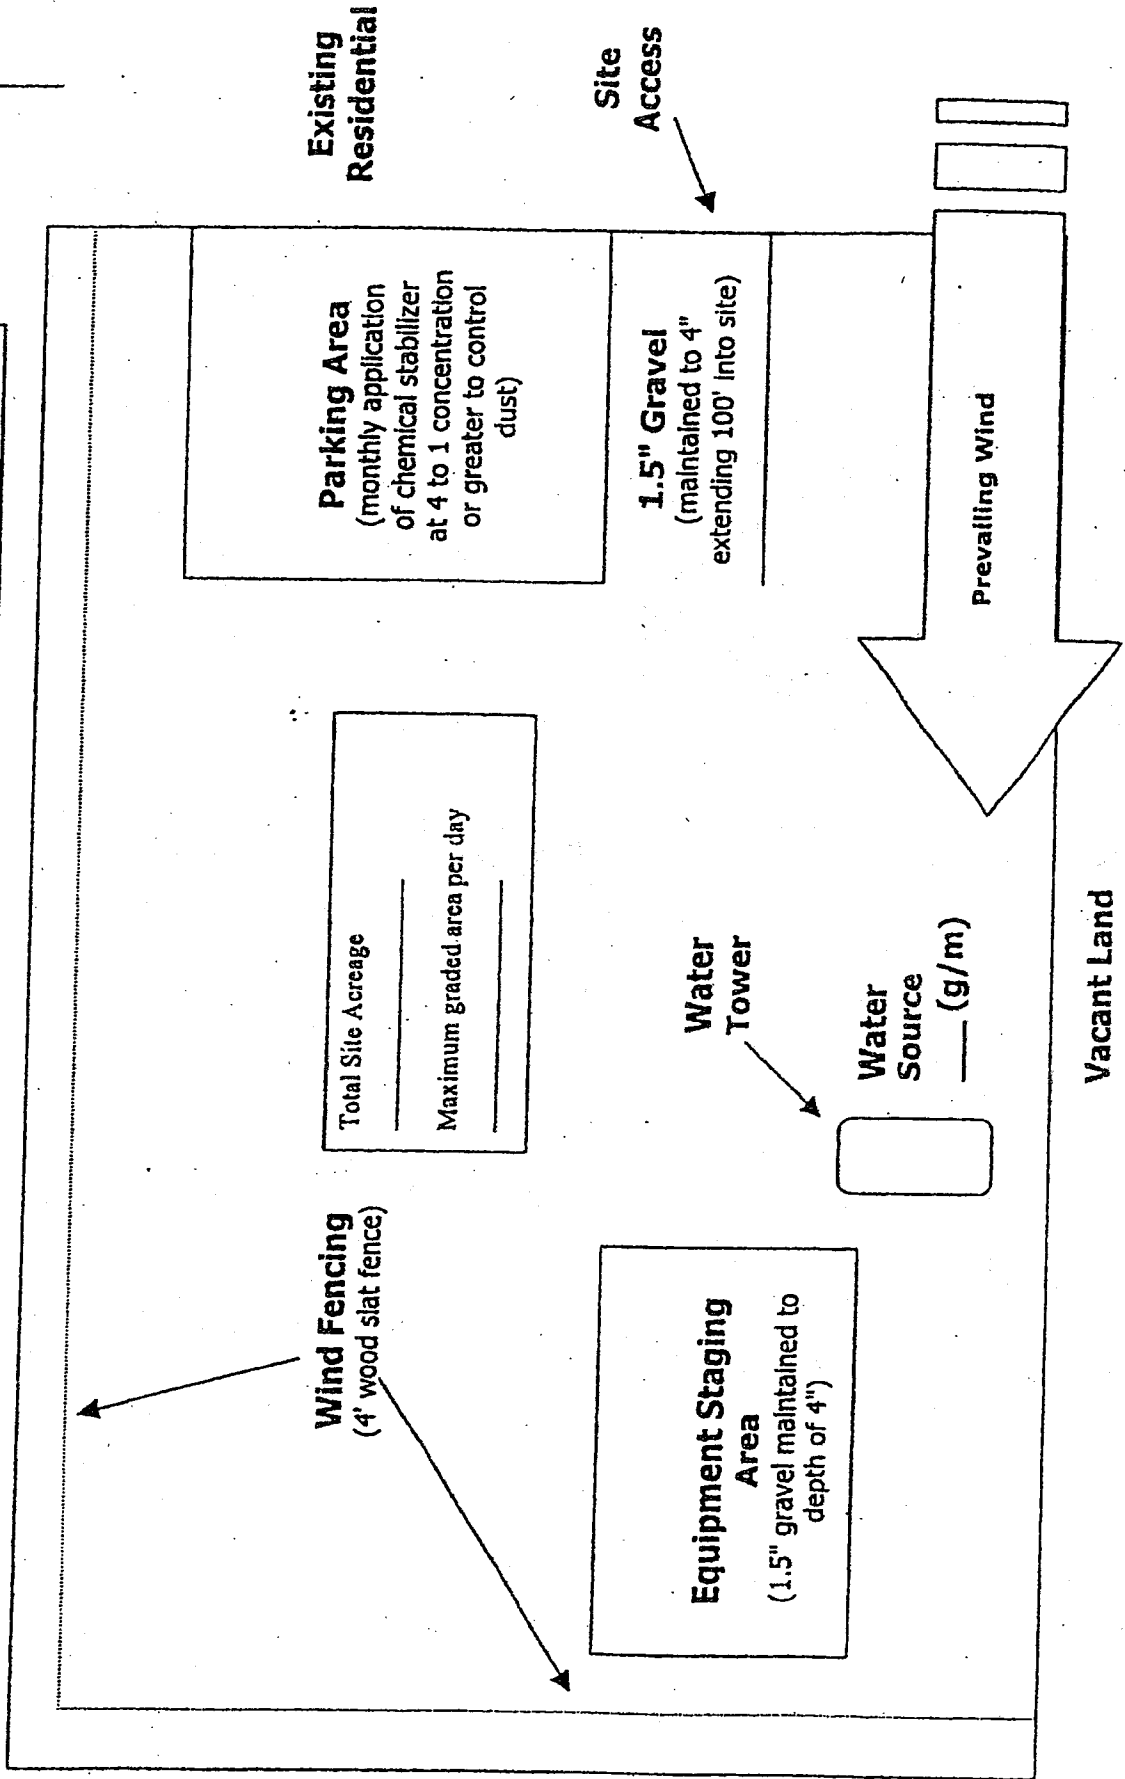 Existing
Residential
Site
Access
Parking Area
(monthly application
of chemical stabilizer
at 4 to 1 concentration
or greater to control
dust)
1.5" Gravel
(maintained to 4"
extending 100' into site)
Prevailing Wind
Total Site Acreage
Maximum graded area per day
Water
Tower
Water
Source
___ (g/m)
Vacant Land
Wind Fencing
(4' wood slat fence)
Equipment Staging
Area
(1.5" gravel maintained to
depth of 4")